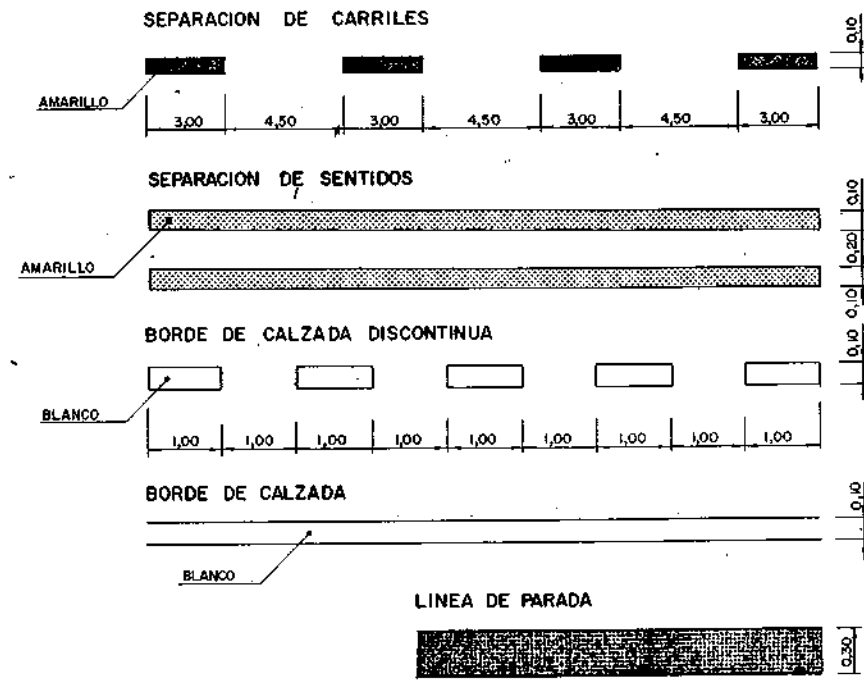 SEPARACION DE CARRILES
0,10
AMARILLO
3,00 4,50 3,00 4,50 3,00 4,50 3,00
SEPARACION DE SENTIDOS
0,10
0,20
0,10
AMARILLO
BORDE DE CALZADA DISCONTINUA
0,10
BLANCO
1,00 1,00 1,00 1,00 1,00 1,00 1,00 1,00 1,00
BORDE DE CALZADA
0,10
BLANCO
LINEA DE PARADA
0,30